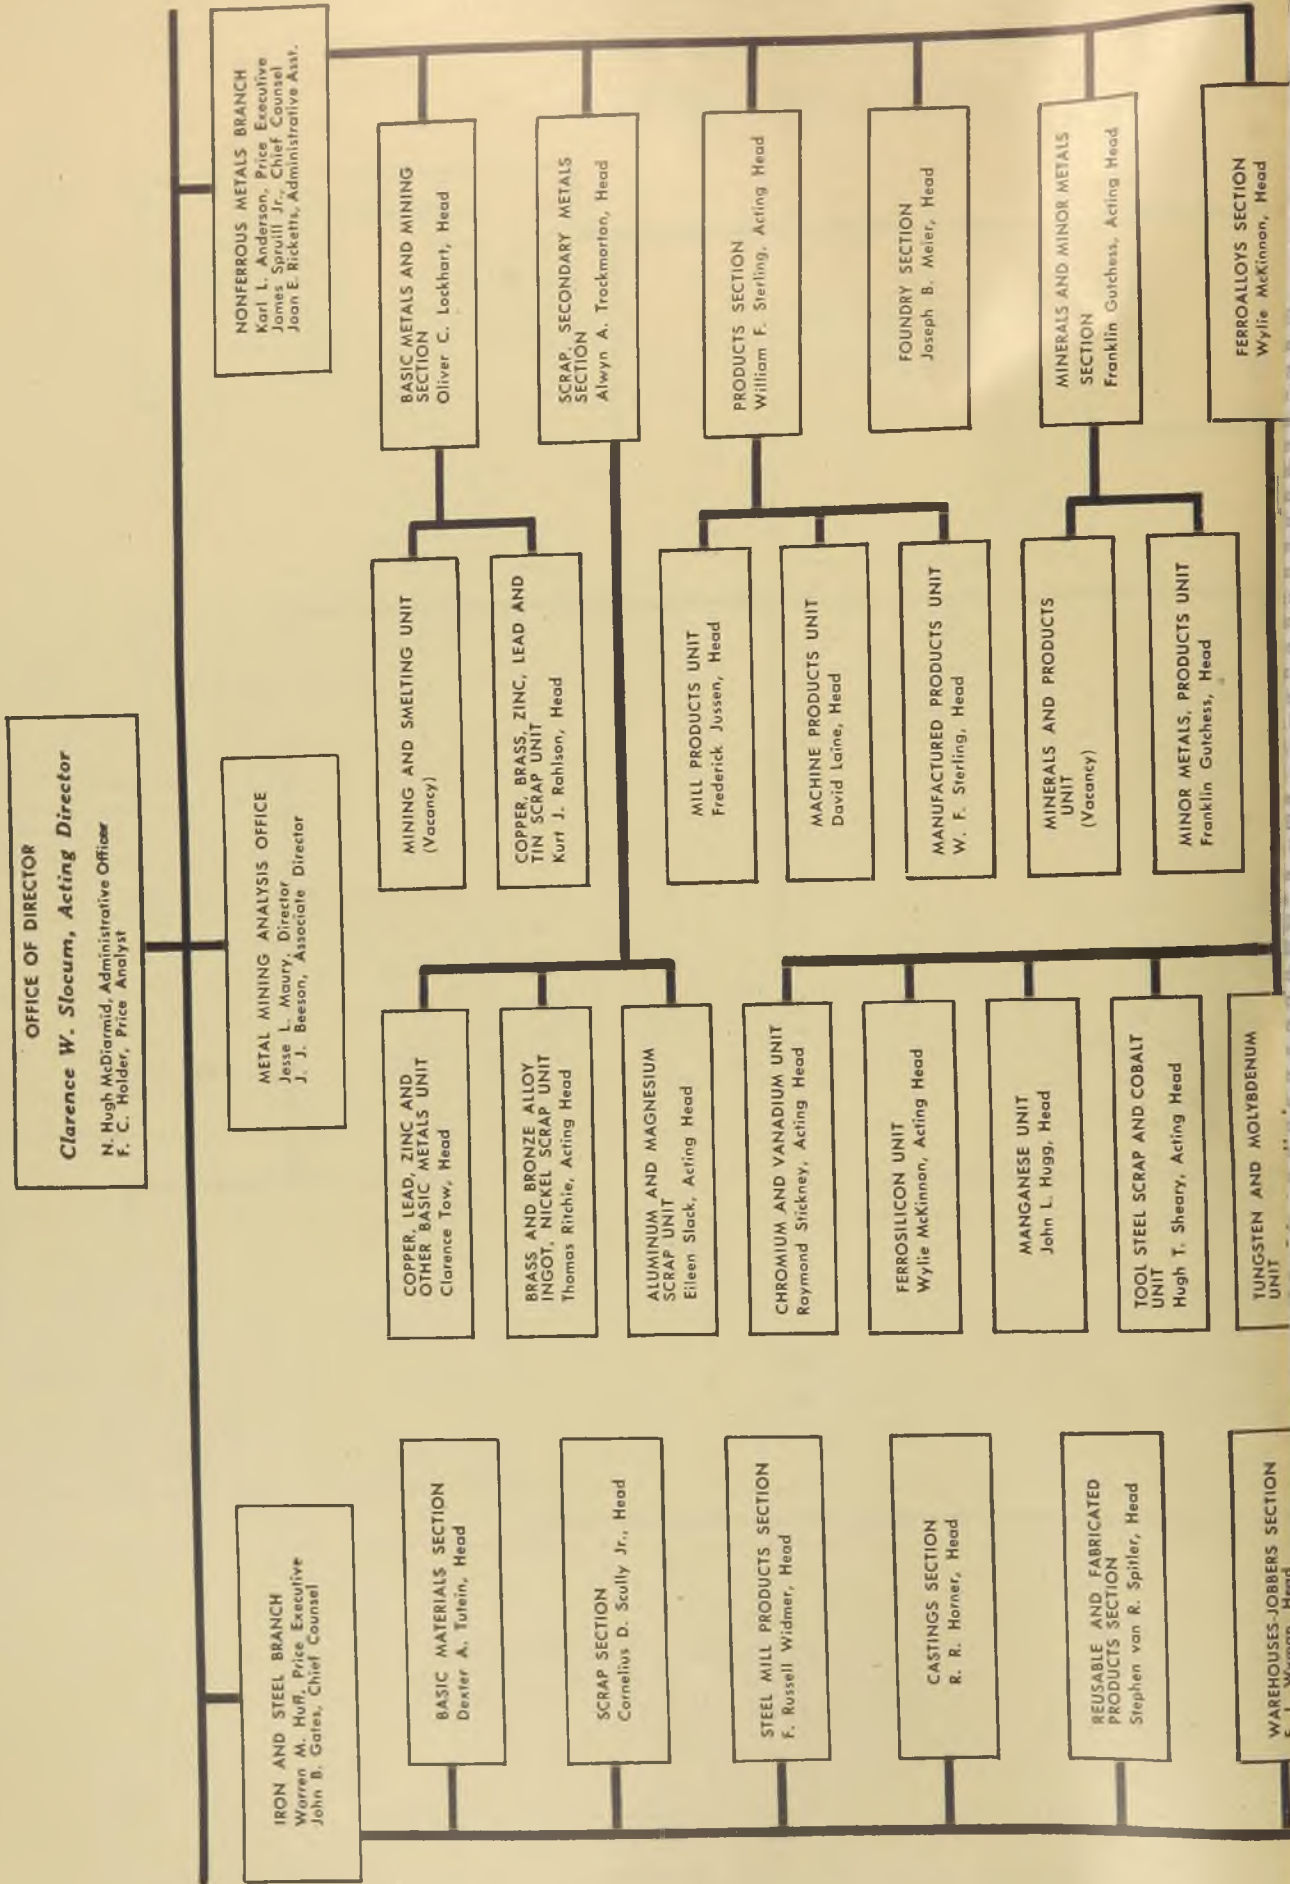 OFFICE OF DIRECTOR
Clarence W. Slocum, Acting Director
N. Hugh McDiarmid, Administrative Officer
F. C. Holder, Price Analyst
IRON AND STEEL BRANCH
Warren M. Huff, Price Executive
John B. Gates, Chief Counsel
METAL MINING ANALYSIS OFFICE
Jesse L. Maury, Director
J. J. Beeson, Associate Director
NONFERROUS METALS BRANCH
Karl L. Anderson, Price Executive
James Spruill Jr., Chief Counsel
Joan E. Ricketts, Administrative Asst.
BASIC MATERIALS SECTION
Dexter A. Tutein, Head
SCRAP SECTION
Cornelius D. Scully Jr., Head
STEEL MILL PRODUCTS SECTION
F. Russell Widmer, Head
CASTINGS SECTION
R. R. Horner, Head
REUSABLE AND FABRICATED
PRODUCTS SECTION
Stephen van R. Spitler, Head
WAREHOUSES-JOBBERS SECTION
COPPER, LEAD, ZINC AND
OTHER BASIC METALS UNIT
Clarence Tow, Head
BRASS AND BRONZE ALLOY
INGOT, NICKEL SCRAP UNIT
Thomas Ritchie, Acting Head
ALUMINUM AND MAGNESIUM
SCRAP UNIT
Eileen Slack, Acting Head
CHROMIUM AND VANADIUM UNIT
Raymond Stickney, Acting Head
FERROSILICON UNIT
Wylie McKinnon, Acting Head
MANGANESE UNIT
John L. Hugg, Head
TOOL STEEL SCRAP AND COBALT
UNIT
Hugh T. Sheary, Acting Head
TUNGSTEN AND MOLYBDENUM
UNIT
MINING AND SMELTING UNIT
(Vacancy)
COPPER, BRASS, ZINC, LEAD AND
TIN SCRAP UNIT
Kurt J. Rahlson, Head
MILL PRODUCTS UNIT
Frederick Jussen, Head
MACHINE PRODUCTS UNIT
David Laine, Head
MANUFACTURED PRODUCTS UNIT
W. F. Sterling, Head
MINERALS AND PRODUCTS
UNIT
(Vacancy)
MINOR METALS, PRODUCTS UNIT
Franklin Gutchess, Head
BASIC METALS AND MINING
SECTION
Oliver C. Lockhart, Head
SCRAP, SECONDARY METALS
SECTION
Alwyn A. Trockmorton, Head
PRODUCTS SECTION
William F. Sterling, Acting Head
FOUNDRY SECTION
Joseph B. Meier, Head
MINERALS AND MINOR METALS
SECTION
Franklin Gutchess, Acting Head
FERROALLOYS SECTION
Wylie McKinnon, Head